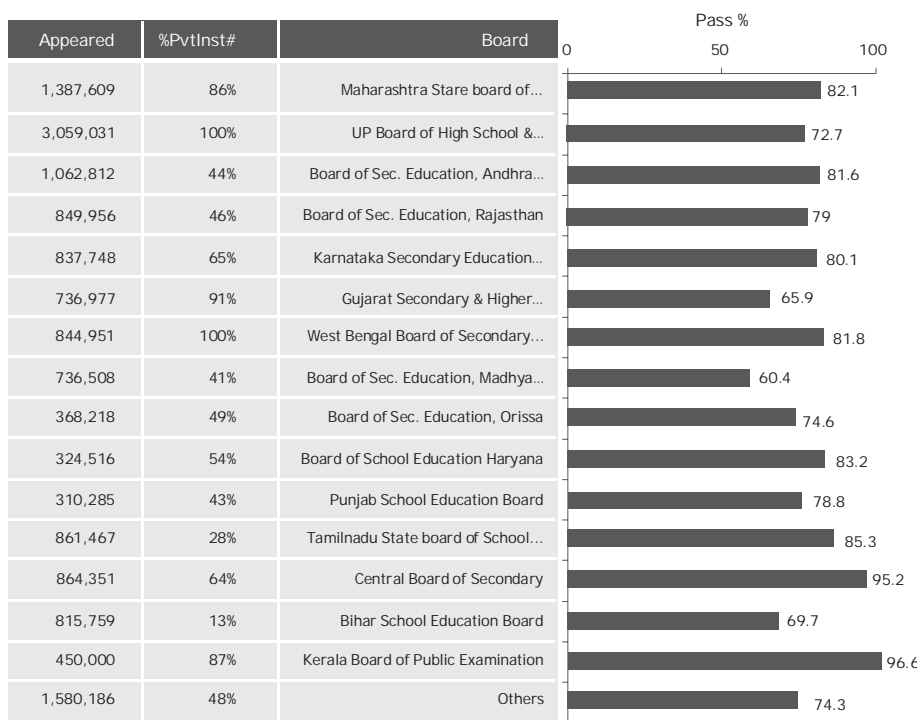 Pass %
Appeared %PvtInst# Board 0 50 100
1,387,609 86% Maharashtra Stare board of... 82.1
3,059,031 100% UP Board of High School &... 72.7
1,062,812 44% Board of Sec. Education, Andhra... 81.6
849,956 46% Board of Sec. Education, Rajasthan 79
837,748 65% Karnataka Secondary Education... 80.1
736,977 91% Gujarat Secondary & Higher... 65.9
844,951 100% West Bengal Board of Secondary... 81.8
736,508 41% Board of Sec. Education, Madhya... 60.4
368,218 49% Board of Sec. Education, Orissa 74.6
324,516 54% Board of School Education Haryana 83.2
310,285 43% Punjab School Education Board 78.8
861,467 28% Tamilnadu State board of School... 85.3
864,351 64% Central Board of Secondary 95.2
815,759 13% Bihar School Education Board 69.7
450,000 87% Kerala Board of Public Examination 96.6
1,580,186 48% Others 74.3